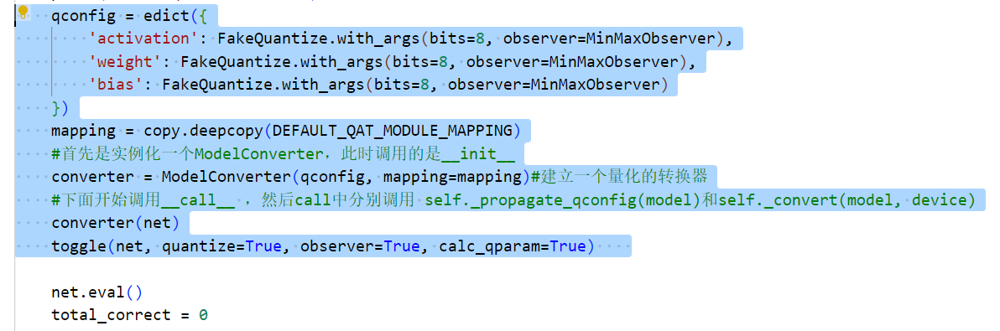 qconfig = edict({
'activation': FakeQuantize.with_args(bits=8, observer=MinMaxObserver),
'weight': FakeQuantize.with_args(bits=8, observer=MinMaxObserver),
'bias': FakeQuantize.with_args(bits=8, observer=MinMaxObserver)
})
mapping = copy.deepcopy(DEFAULT_QAT_MODULE_MAPPING)
#首先是实例化一个ModelConverter，此时调用的是__init__
converter = ModelConverter(qconfig, mapping=mapping)#建立一个量化的转换器
#下面开始调用__call__ ，然后call中分别调用 self._propagate_qconfig(model)和self._convert(model, device)
converter(net)
toggle(net, quantize=True, observer=True, calc_qparam=True)
net.eval()
total_correct = 0